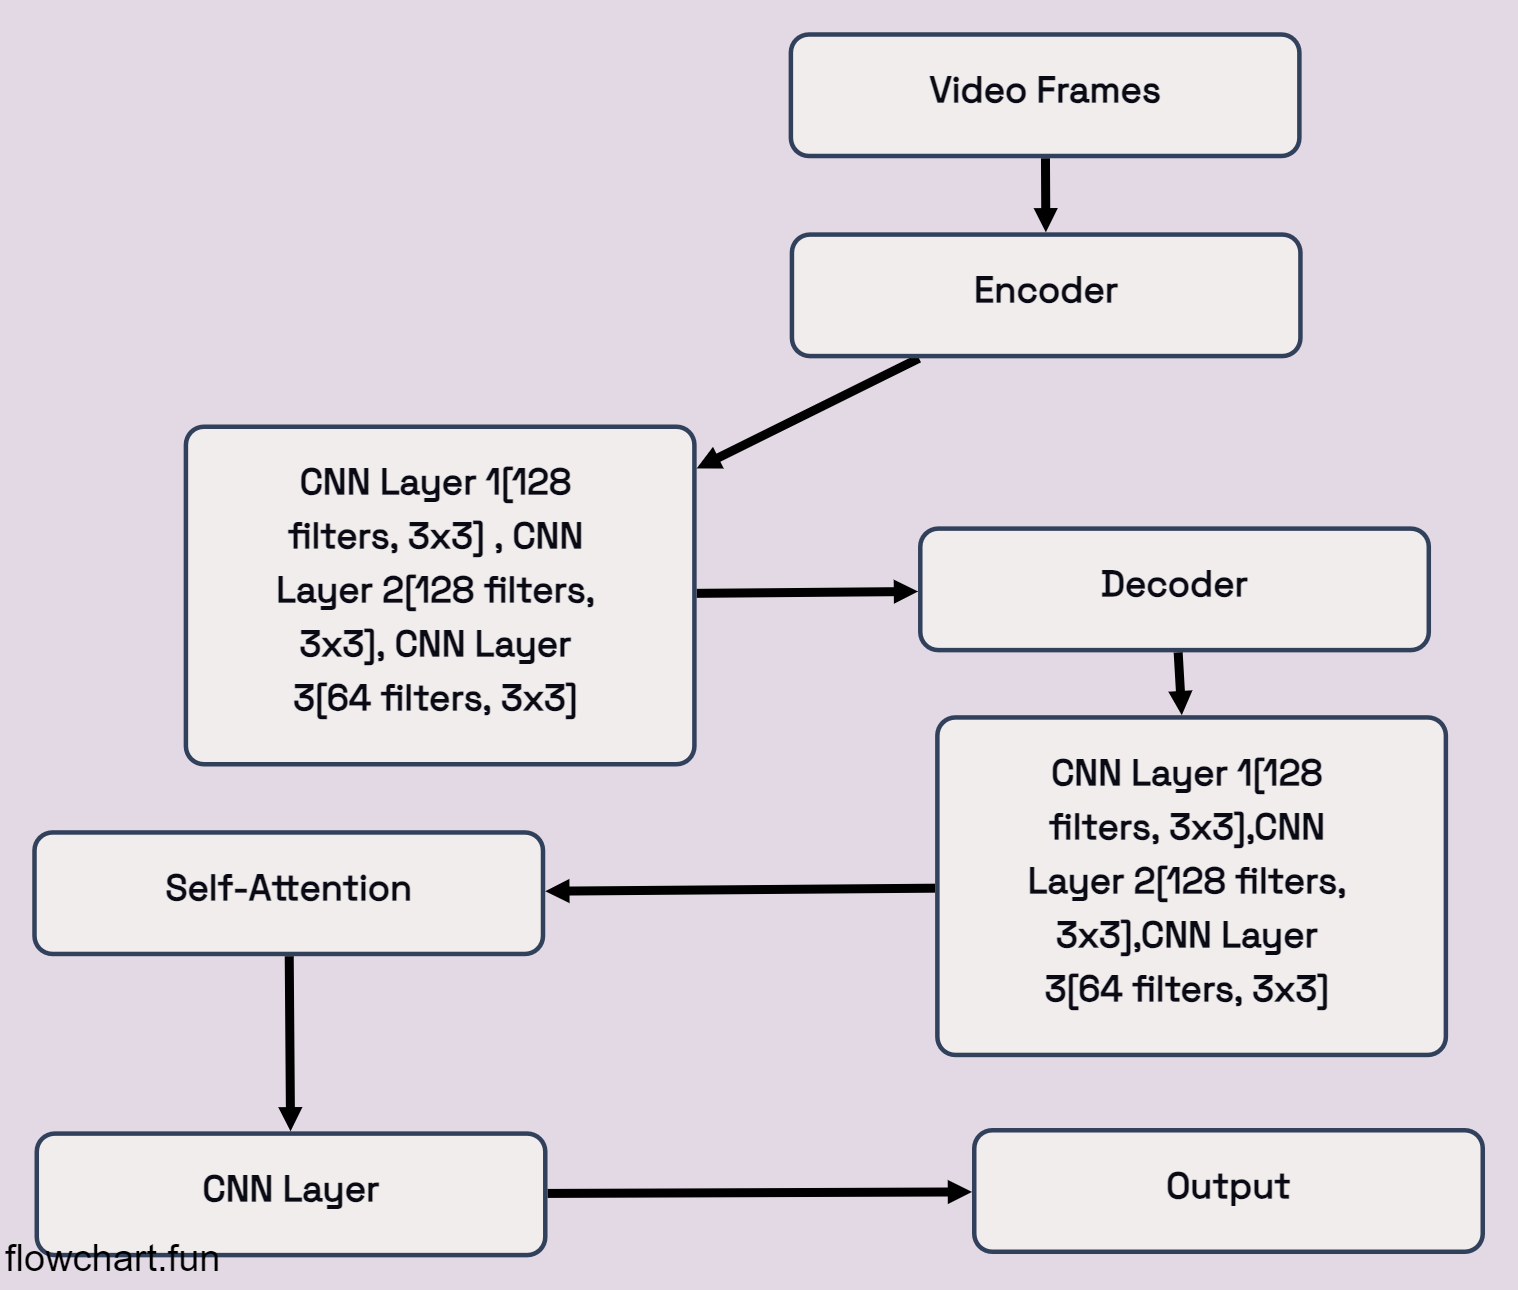 Video Frames
Encoder
CNN Layer 1[128
filters, 3x3] , CNN
Layer 2[128 filters,
3x3], CNN Layer
3[64 filters, 3x3]
Decoder
CNN Layer 1[128
filters, 3x3],CNN
Layer 2[128 filters,
3x3],CNN Layer
3[64 filters, 3x3]
Self-Attention
CNN Layer
Output
flowchart.fun